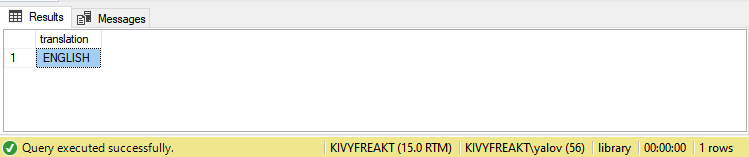 Results Messages
translation
1 ENGLISH
Query executed successfully. KIVYFREAKT (15.0 RTM) KIVYFREAKT\yalov (56) library 00:00:00 1 rows